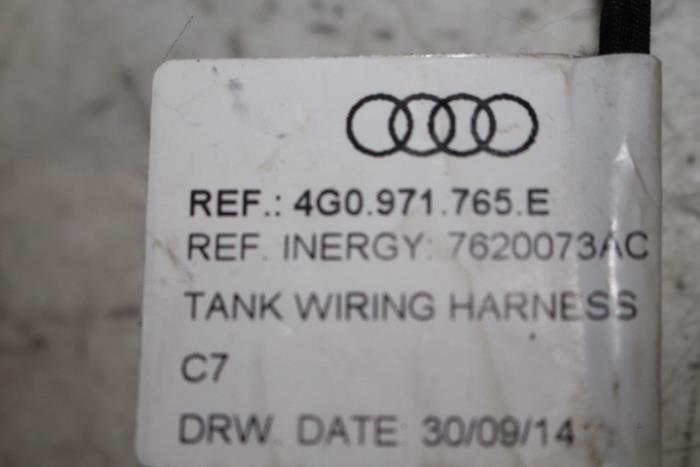 REF.: 4G0.971.765.E
REF. INERGY: 7620073AC
TANK WIRING HARNESS
C7
DRW. DATE: 30/09/14